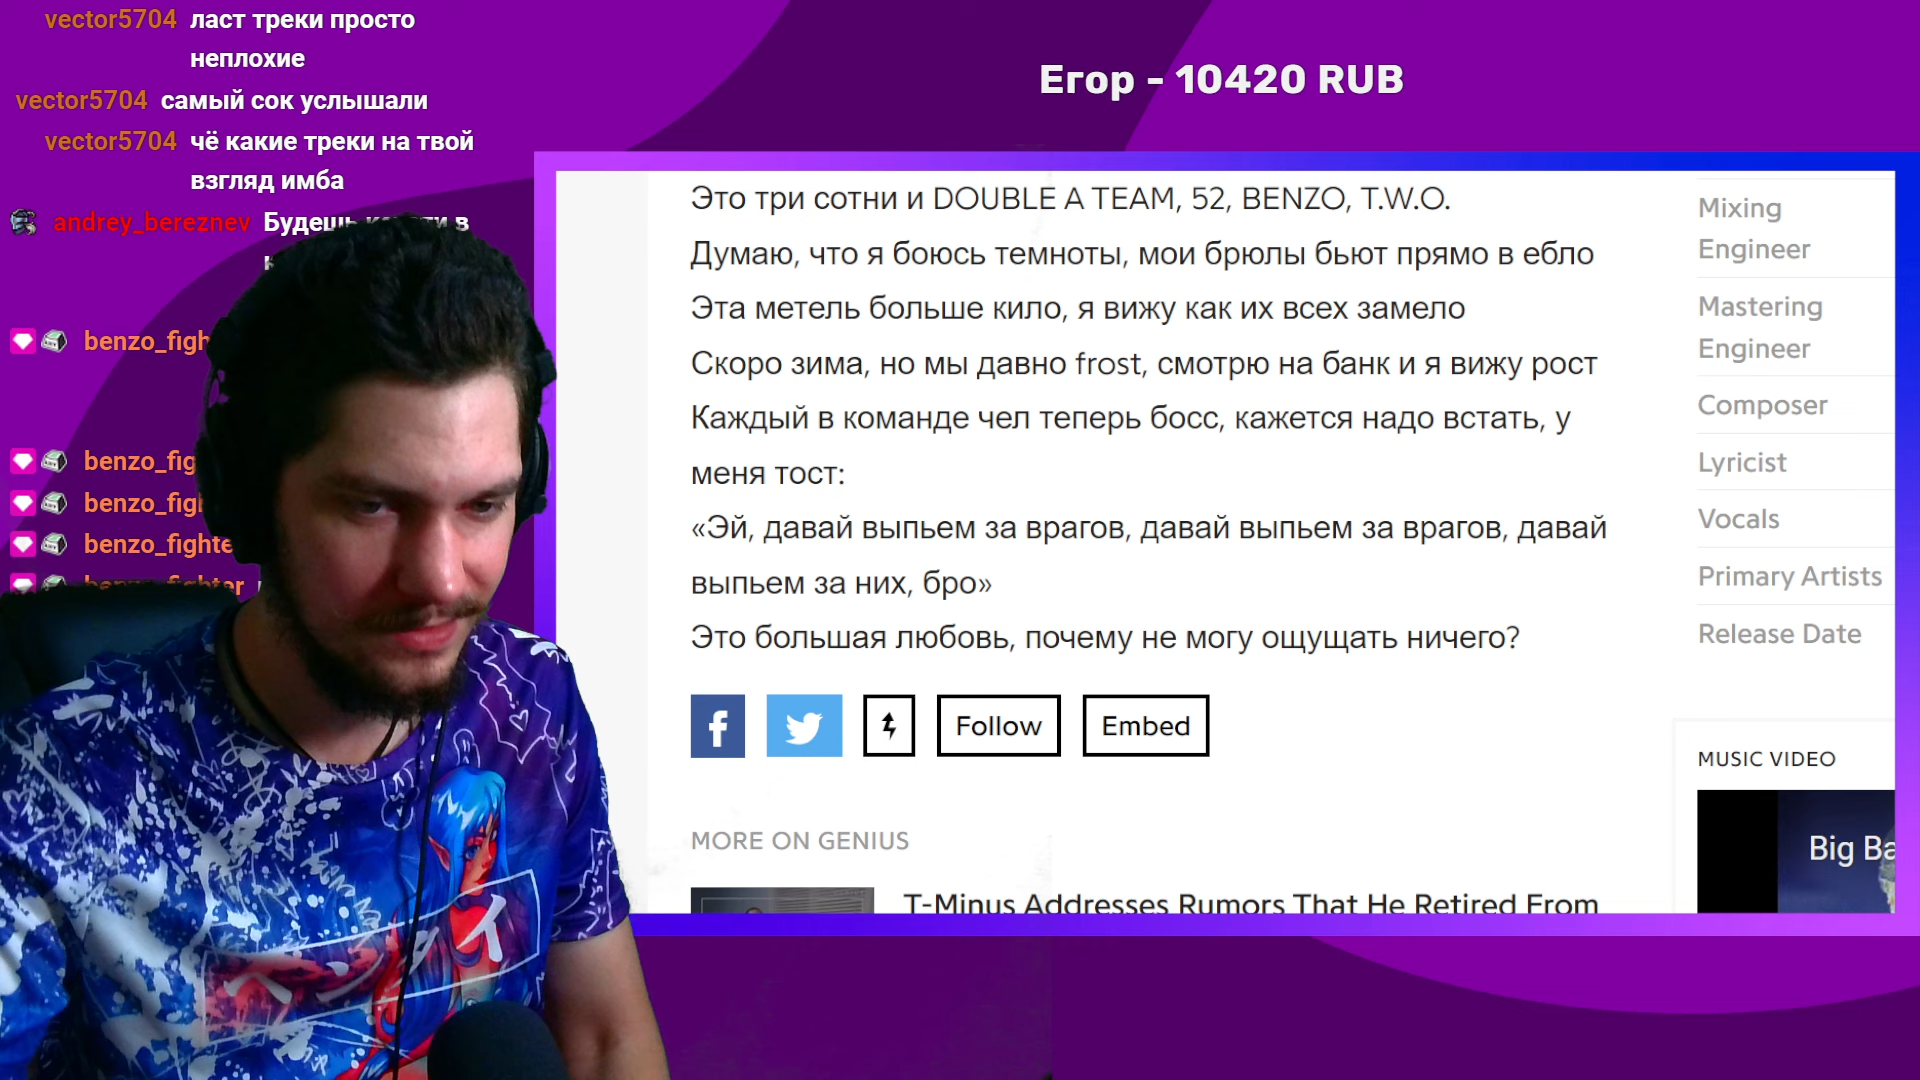 vector5704 ласт треки просто
неплохие
vector5704 самый сок услышали
vector5704 чё какие треки на твой
взгляд имба
andrey_bereznev Будешь в
benzo_figh
benzo_fig
benzo_figh
benzo_fighte
benzo_fighter
Егор - 10420 RUB
Это три сотни и DOUBLE A TEAM, 52, BENZO, T.W.O.
Думаю, что я боюсь темноты, мои брюлы бьют прямо в ебло
Эта метель больше кило, я вижу как их всех замело
Скоро зима, но мы давно frost, смотрю на банк и я вижу рост
Каждый в команде чел теперь босс, кажется надо встать, у
меня тост:
«Эй, давай выпьем за врагов, давай выпьем за врагов, давай
выпьем за них, бро»
Это большая любовь, почему не могу ощущать ничего?
Follow
Embed
MORE ON GENIUS
T-Minus Addresses Rumors That He Retired From
Mixing
Engineer
Mastering
Engineer
Composer
Lyricist
Vocals
Primary Artists
Release Date
MUSIC VIDEO
Big Ba
ヘンタイ